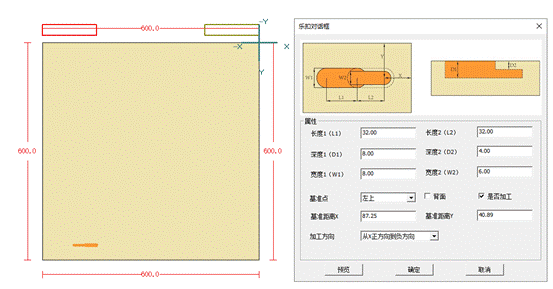 600.0
-Y
-X
X
Y
600.0
600.0
600.0
乐扣对话框
W1
W2
L1
L2
Y
X
D1
D2
属性
长度1（L1） 32.00 长度2（L2） 32.00
深度1（D1） 8.00 深度2（D2） 4.00
宽度1（W1） 8.00 宽度2（W2） 6.00
基准点 左上 背面 是否加工
基准距离X 87.25 基准距离Y 40.89
加工方向 从X正方向到负方向
预览 确定 取消